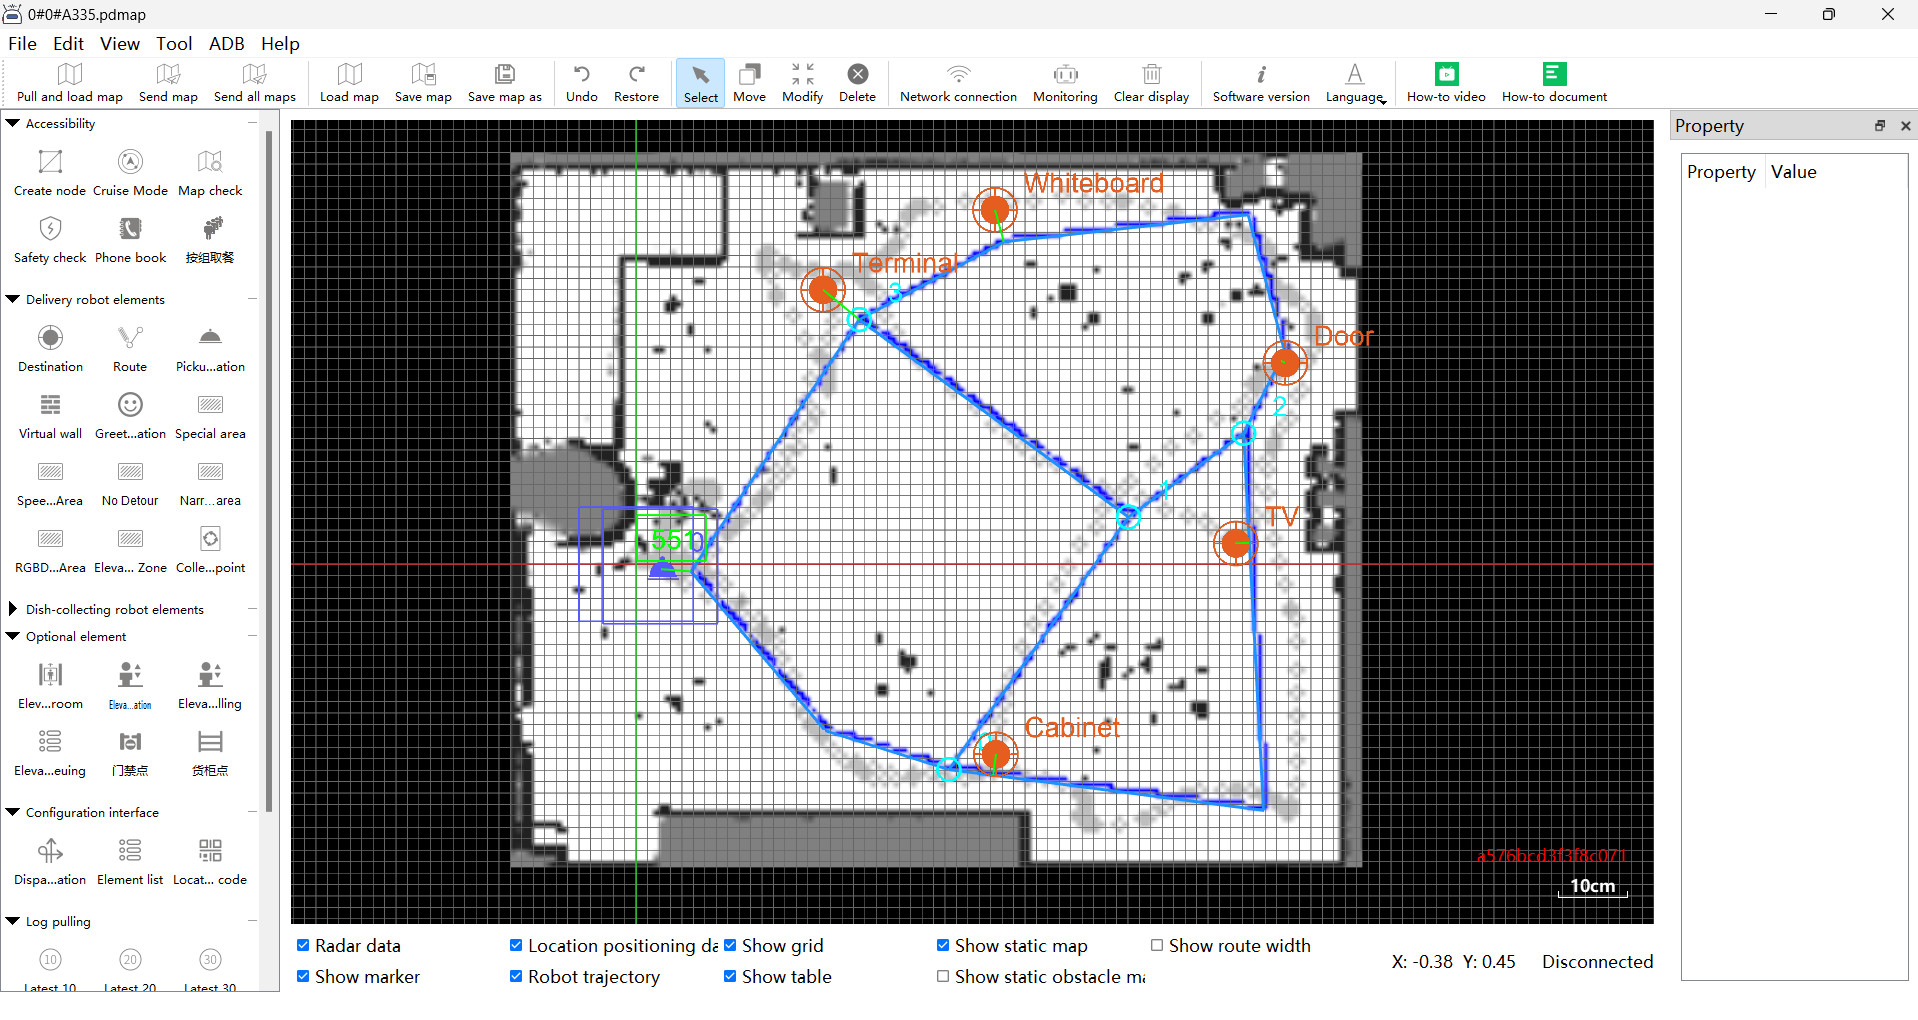 0#0#A335.pdmap
File Edit View Tool ADB Help
Pull and load map Send map Send all maps Load map Save map Save map as Undo Restore Select Move Modify Delete Network connection Monitoring Clear display Software version Language How-to video How-to document
Accessibility
Create node Cruise Mode Map check
Safety check Phone book 按组取餐
Delivery robot elements
Destination Route Picku...ation
Virtual wall Greet...ation Special area
Spee...Area No Detour Narr...area
RGBD...Area Eleva... Zone Colle...point
Dish-collecting robot elements
Optional element
Elev...room Eleva...ation Eleva...lling
Eleva...euing 门禁点 货柜点
Configuration interface
Dispa...ation Element list Locat... code
Log pulling
10 20 30
Latest 10 Latest 20 Latest 30
Whiteboard
Terminal
3
Door
2
1
TV
551
0
Cabinet
a576bcd3f3f8c071
10cm
Radar data Location positioning da Show grid Show static map Show route width
Show marker Robot trajectory Show table Show static obstacle ma
X: -0.38 Y: 0.45 Disconnected
Property
Property Value